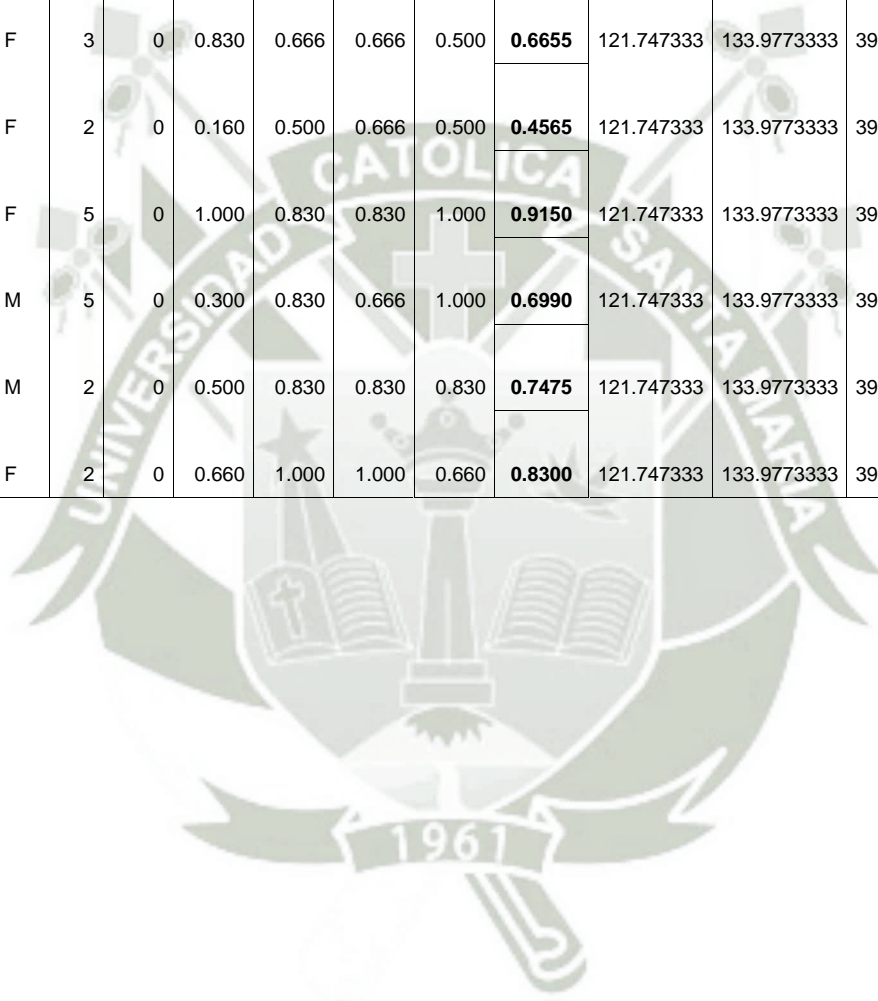 F 3 0 0.830 0.666 0.666 0.500 0.6655 121.747333 133.9773333 39
F 2 0 0.160 0.500 0.666 0.500 0.4565 121.747333 133.9773333 39
F 5 0 1.000 0.830 0.830 1.000 0.9150 121.747333 133.9773333 39
M 5 0 0.300 0.830 0.666 1.000 0.6990 121.747333 133.9773333 39
M 2 0 0.500 0.830 0.830 0.830 0.7475 121.747333 133.9773333 39
F 2 0 0.660 1.000 1.000 0.660 0.8300 121.747333 133.9773333 39
UNIVERSIDAD CATOLICA SANTA MARIA
1961